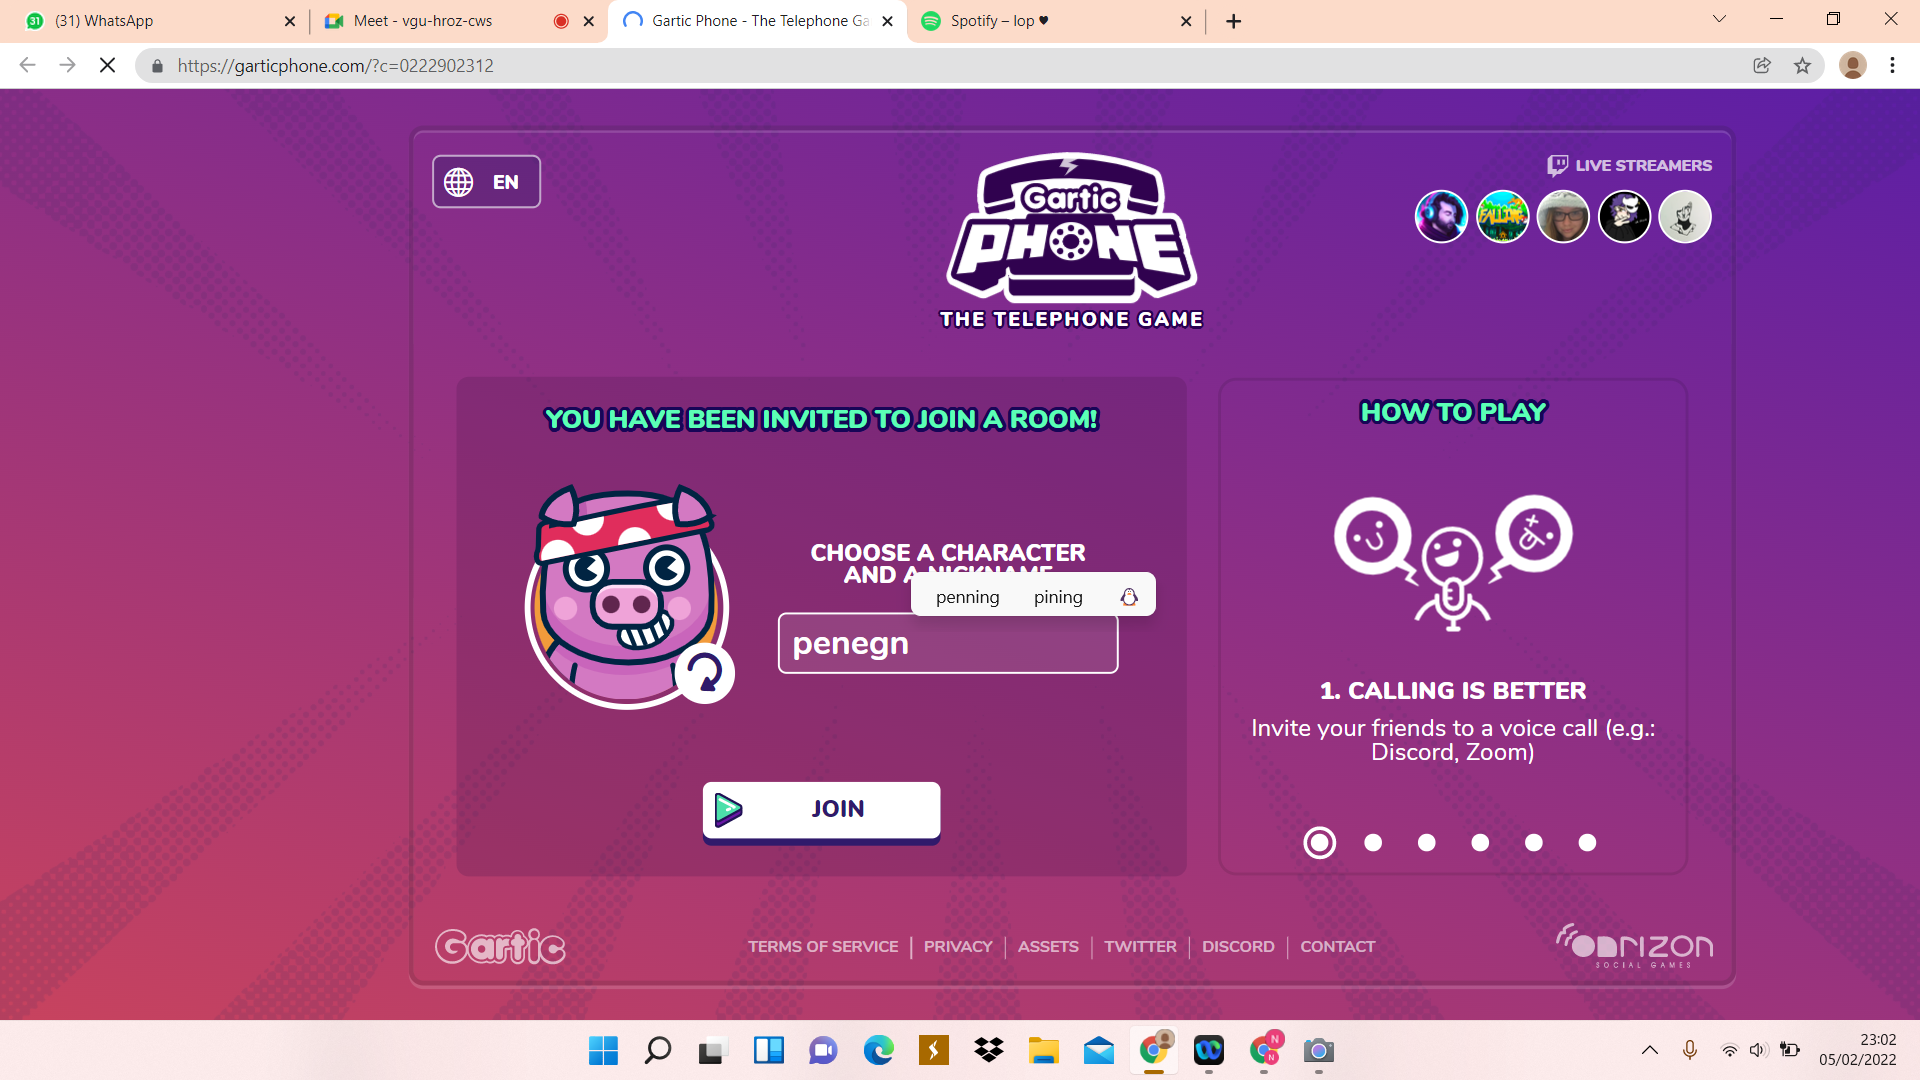 31 (31) WhatsApp
Meet - vgu-hroz-cws
Gartic Phone - The Telephone Ga
Spotify – lop ♥
https://garticphone.com/?c=0222902312
EN
Gartic
PHONE
THE TELEPHONE GAME
LIVE STREAMERS
FALLING
YOU HAVE BEEN INVITED TO JOIN A ROOM!
CHOOSE A CHARACTER
AND A NICKNAME
penning pining
penegn
JOIN
HOW TO PLAY
1. CALLING IS BETTER
Invite your friends to a voice call (e.g.:
Discord, Zoom)
Gartic
TERMS OF SERVICE | PRIVACY | ASSETS | TWITTER | DISCORD | CONTACT
ONRIZON
SOCIAL GAMES
N
N
23:02
05/02/2022